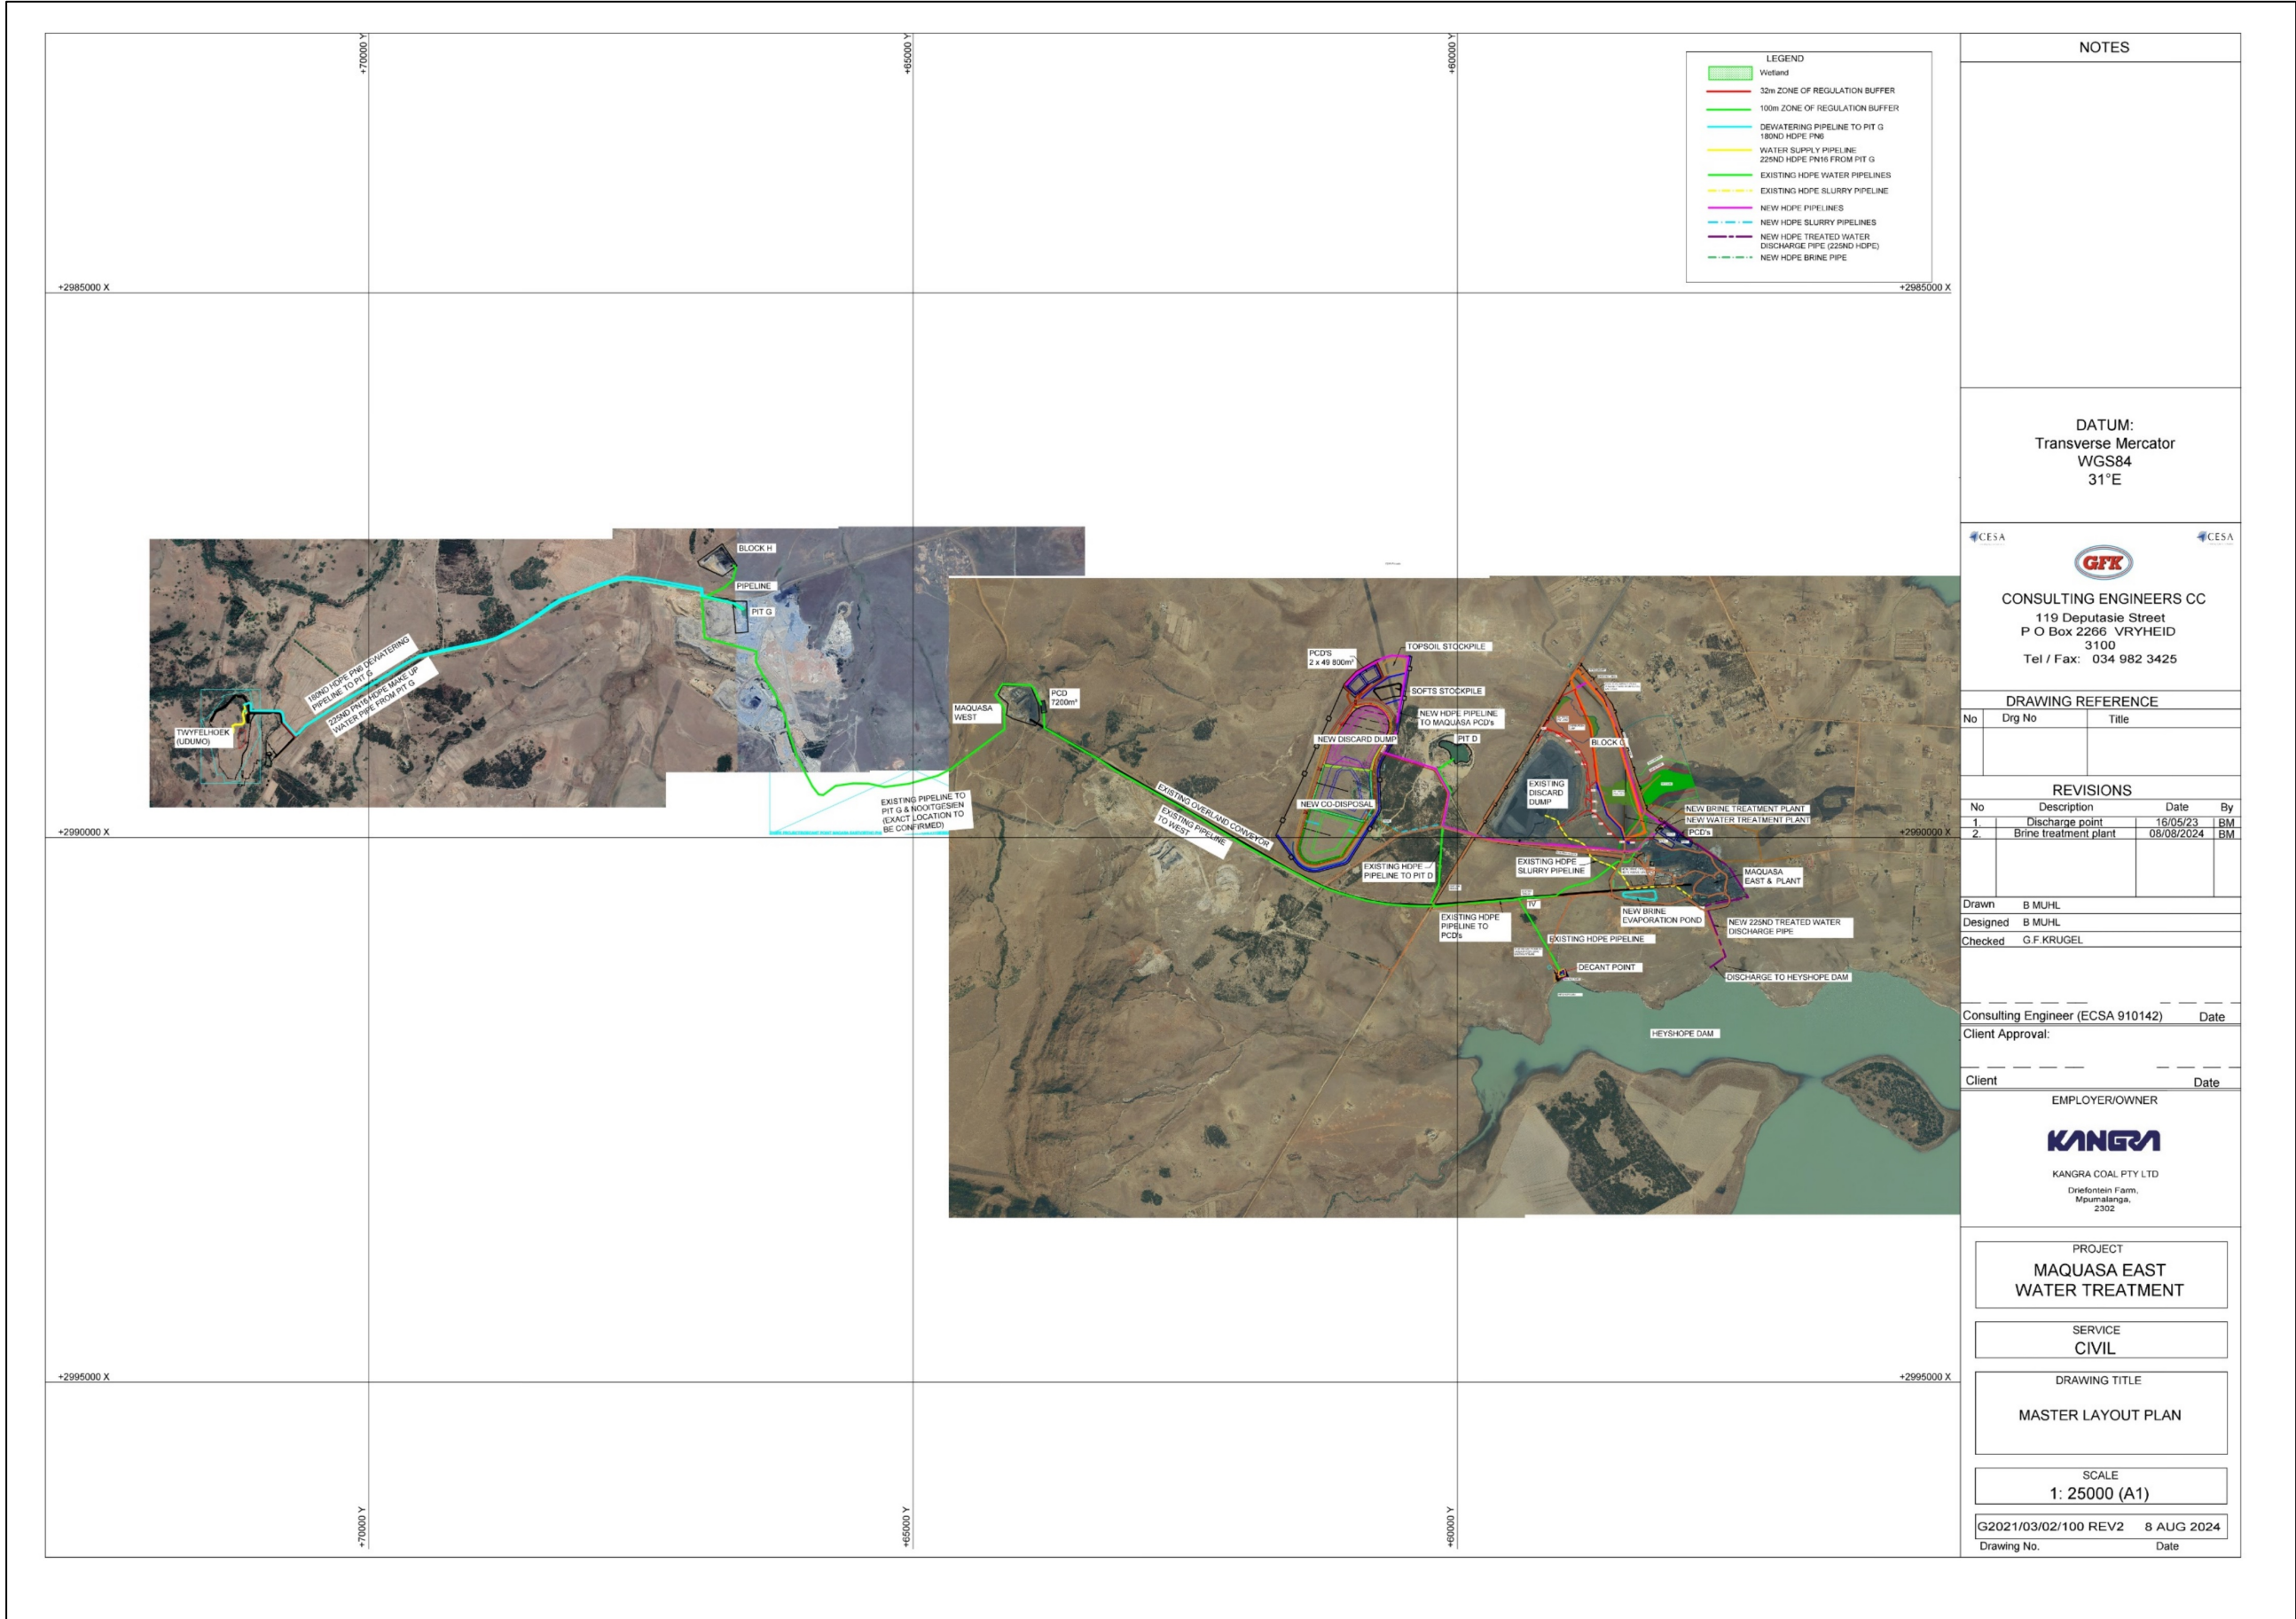 +70000 Y
+65000 Y
+60000 Y
LEGEND
Wetland
32m ZONE OF REGULATION BUFFER
100m ZONE OF REGULATION BUFFER
DEWATERING PIPELINE TO PIT G
180ND HDPE PN6
WATER SUPPLY PIPELINE
225ND HDPE PN16 FROM PIT G
EXISTING HDPE WATER PIPELINES
EXISTING HDPE SLURRY PIPELINE
NEW HDPE PIPELINES
NEW HDPE SLURRY PIPELINES
NEW HDPE TREATED WATER
DISCHARGE PIPE (225ND HDPE)
NEW HDPE BRINE PIPE
+2985000 X
+2985000 X
BLOCK H
PIPELINE
PIT G
180ND HDPE PN6 DEWATERING
PIPELINE TO PIT G
225ND PN16 HDPE MAKE UP
WATER PIPE FROM PIT G
TWYFELHOEK
(UDUMO)
MAQUASA
WEST
PCD
7200m³
EXISTING PIPELINE TO
PIT G & NOOITGESIEN
(EXACT LOCATION TO
BE CONFIRMED)
EXISTING OVERLAND CONVEYOR
EXISTING PIPELINE
TO WEST
PCD'S
2 x 49 800m³
TOPSOIL STOCKPILE
SOFTS STOCKPILE
NEW HDPE PIPELINE
TO MAQUASA PCD's
NEW DISCARD DUMP
PIT D
NEW CO-DISPOSAL
BLOCK C
EXISTING
DISCARD
DUMP
NEW BRINE TREATMENT PLANT
NEW WATER TREATMENT PLANT
PCD's
EXISTING HDPE
PIPELINE TO PIT D
EXISTING HDPE
SLURRY PIPELINE
MAQUASA
EAST & PLANT
TV
EXISTING HDPE
PIPELINE TO
PCD's
NEW BRINE
EVAPORATION POND
NEW 225ND TREATED WATER
DISCHARGE PIPE
EXISTING HDPE PIPELINE
DECANT POINT
DISCHARGE TO HEYSHOPE DAM
HEYSHOPE DAM
+2990000 X
+2990000 X
+2995000 X
+2995000 X
+70000 Y
+65000 Y
+60000 Y
NOTES
DATUM:
Transverse Mercator
WGS84
31°E
CESA
CESA
GFK
CONSULTING ENGINEERS CC
119 Deputasie Street
P O Box 2266 VRYHEID
3100
Tel / Fax: 034 982 3425
DRAWING REFERENCE
No Drg No Title
REVISIONS
No Description Date By
1. Discharge point 16/05/23 BM
2. Brine treatment plant 08/08/2024 BM
Drawn B MUHL
Designed B MUHL
Checked G.F.KRUGEL
Consulting Engineer (ECSA 910142) Date
Client Approval:
Client Date
EMPLOYER/OWNER
KANGRA
KANGRA COAL PTY LTD
Driefontein Farm,
Mpumalanga,
2302
PROJECT
MAQUASA EAST
WATER TREATMENT
SERVICE
CIVIL
DRAWING TITLE
MASTER LAYOUT PLAN
SCALE
1: 25000 (A1)
G2021/03/02/100 REV2 8 AUG 2024
Drawing No. Date